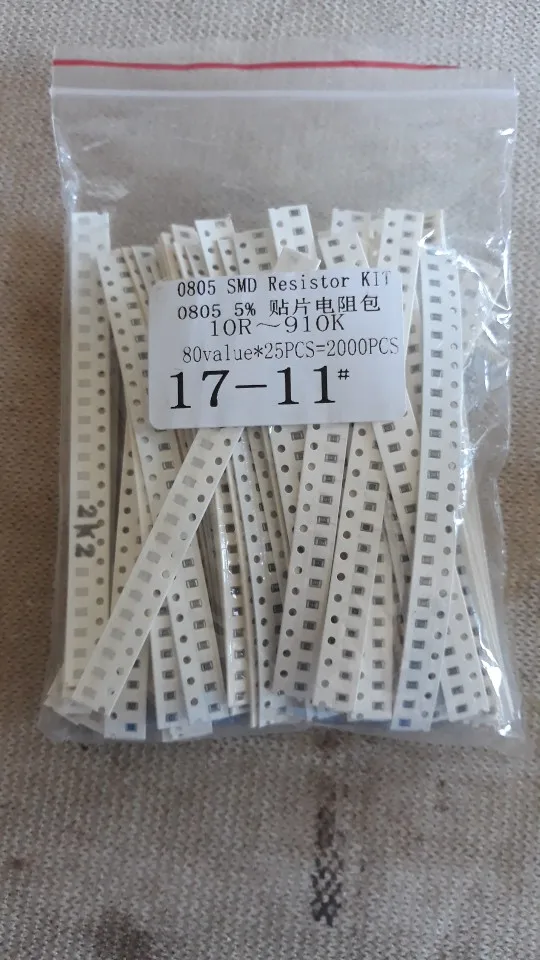 0805 SMD Resistor KIT
0805 5% 贴片电阻包
10R～910K
80value*25PCS=2000PCS
17-11#
2K2